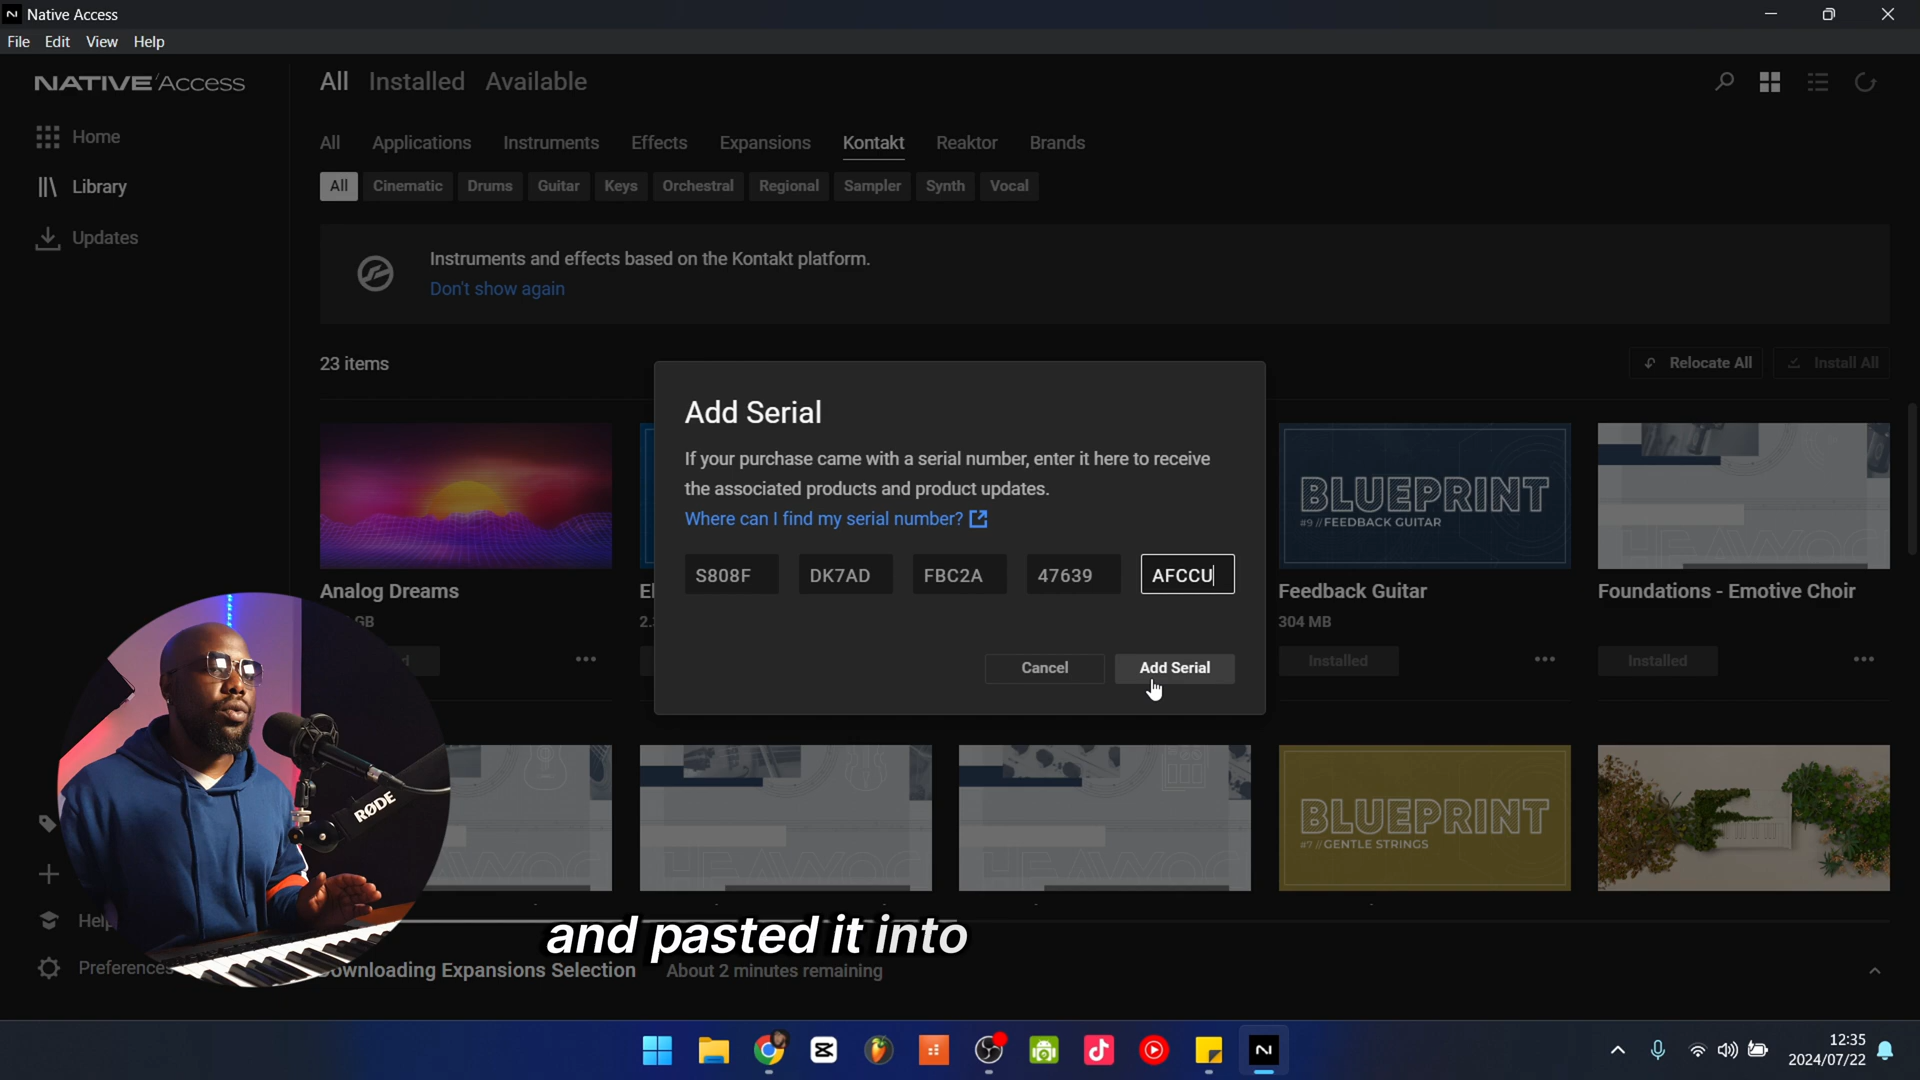 Native Access
File Edit View Help
NATIVE'Access
All Installed Available
Home
Library
Updates
All Applications Instruments Effects Expansions Kontakt Reaktor Brands
All Cinematic Drums Guitar Keys Orchestral Regional Sampler Synth Vocal
Instruments and effects based on the Kontakt platform.
Don't show again
23 items
Relocate All Install All
Add Serial
If your purchase came with a serial number, enter it here to receive
the associated products and product updates.
Where can I find my serial number?
S808F DK7AD FBC2A 47639 AFCCU
Cancel Add Serial
BLUEPRINT
#9 // FEEDBACK GUITAR
Analog Dreams
Feedback Guitar
304 MB
Installed
Foundations - Emotive Choir
Installed
BLUEPRINT
#7 // GENTLE STRINGS
RØDE
Help
Preferences
and pasted it into
Downloading Expansions Selection About 2 minutes remaining
12:35
2024/07/22